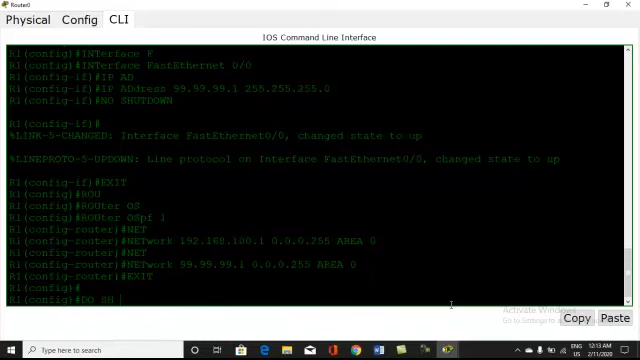 Router0
Physical Config CLI
IOS Command Line Interface
R1(config)#INTerface F
R1(config)#INTerface FastEthernet 0/0
R1(config-if)#IP AD
R1(config-if)#IP ADdress 99.99.99.1 255.255.255.0
R1(config-if)#NO SHUTDOWN
R1(config-if)#
%LINK-5-CHANGED: Interface FastEthernet0/0, changed state to up
%LINEPROTO-5-UPDOWN: Line protocol on Interface FastEthernet0/0, changed state to up
R1(config-if)#EXIT
R1(config)#ROU
R1(config)#ROUter OS
R1(config)#ROUter OSpf 1
R1(config-router)#NET
R1(config-router)#NETwork 192.168.100.1 0.0.0.255 AREA 0
R1(config-router)#NET
R1(config-router)#NETwork 99.99.99.1 0.0.0.255 AREA 0
R1(config-router)#EXIT
R1(config)#
R1(config)#DO SH
Activate Windows
Go to Settings to
Copy Paste
Type here to search
ENG
US
12:13 AM
2/11/2020